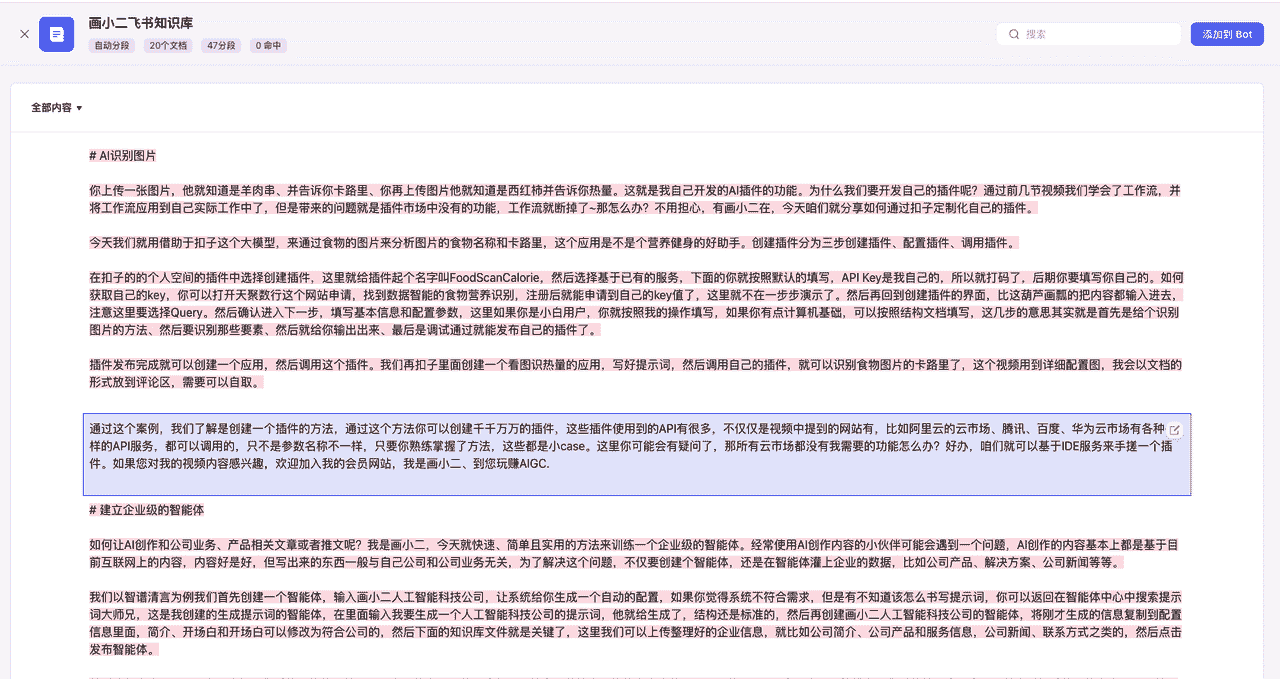 画小二飞书知识库
自动分段 20个文档 47分段 0 命中
搜索
添加到 Bot
全部内容
# AI识别图片
你上传一张图片，他就知道是羊肉串、并告诉你卡路里、你再上传图片他就知道是西红柿并告诉你热量。这就是我自己开发的AI插件的功能。为什么我们要开发自己的插件呢？通过前几节视频我们学会了工作流，并
将工作流应用到自己实际工作中了，但是带来的问题就是插件市场中没有的功能，工作流就断掉了~那怎么办？不用担心，有画小二在，今天咱们就分享如何通过扣子定制化自己的插件。
今天我们就用借助于扣子这个大模型，来通过食物的图片来分析图片的食物名称和卡路里，这个应用是不是个营养健身的好助手。创建插件分为三步创建插件、配置插件、调用插件。
在扣子的的个人空间的插件中选择创建插件，这里就给插件起个名字叫FoodScanCalorie，然后选择基于已有的服务，下面的你就按照默认的填写，API Key是我自己的，所以就打码了，后期你要填写你自己的。如何
获取自己的key，你可以打开天聚数行这个网站申请，找到数据智能的食物营养识别，注册后就能申请到自己的key值了，这里就不在一步步演示了。然后再回到创建插件的界面，比这葫芦画瓢的把内容都输入进去，
注意这里要选择Query。然后确认进入下一步，填写基本信息和配置参数，这里如果你是小白用户，你就按照我的操作填写，如果你有点计算机基础，可以按照结构文档填写，这几步的意思其实就是首先是给个识别
图片的方法、然后要识别那些要素、然后就给你输出出来、最后是调试通过就能发布自己的插件了。
插件发布完成就可以创建一个应用，然后调用这个插件。我们再扣子里面创建一个看图识热量的应用，写好提示词，然后调用自己的插件，就可以识别食物图片的卡路里了，这个视频用到详细配置图，我会以文档的
形式放到评论区，需要可以自取。
通过这个案例，我们了解是创建一个插件的方法，通过这个方法你可以创建千千万万的插件，这些插件使用到的API有很多，不仅仅是视频中提到的网站有，比如阿里云的云市场、腾讯、百度、华为云市场有各种
样的API服务，都可以调用的，只不是参数名称不一样，只要你熟练掌握了方法，这些都是小case。这里你可能会有疑问了，那所有云市场都没有我需要的功能怎么办？好办，咱们就可以基于IDE服务来手搓一个插
件。如果您对我的视频内容感兴趣，欢迎加入我的会员网站，我是画小二、到您玩赚AIGC.
# 建立企业级的智能体
如何让AI创作和公司业务、产品相关文章或者推文呢？我是画小二，今天就快速、简单且实用的方法来训练一个企业级的智能体。经常使用AI创作内容的小伙伴可能会遇到一个问题，AI创作的内容基本上都是基于目
前互联网上的内容，内容好是好，但写出来的东西一般与自己公司和公司业务无关，为了解决这个问题，不仅要创建个智能体，还是在智能体灌上企业的数据，比如公司产品、解决方案、公司新闻等等。
我们以智谱清言为例我们首先创建一个智能体，输入画小二人工智能科技公司，让系统给你生成一个自动的配置，如果你觉得系统不符合需求，但是有不知道该怎么书写提示词，你可以返回在智能体中心中搜索提示
词大师兄，这是我创建的生成提示词的智能体，在里面输入我要生成一个人工智能科技公司的提示词，他就给生成了，结构还是标准的，然后再创建画小二人工智能科技公司的智能体，将刚才生成的信息复制到配置
信息里面，简介、开场白和开场白可以修改为符合公司的，然后下面的知识库文件就是关键了，这里我们可以上传整理好的企业信息，就比如公司简介、公司产品和服务信息，公司新闻、联系方式之类的，然后点击
发布智能体。